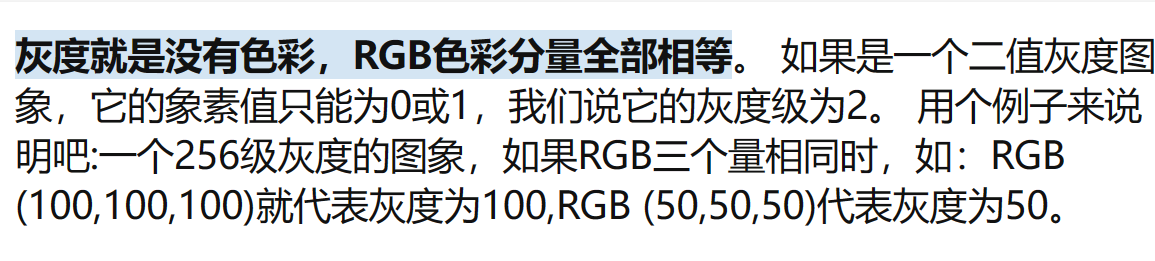 灰度就是没有色彩，RGB色彩分量全部相等。 如果是一个二值灰度图
象，它的象素值只能为0或1，我们说它的灰度级为2。 用个例子来说
明吧:一个256级灰度的图象，如果RGB三个量相同时，如：RGB
(100,100,100)就代表灰度为100,RGB (50,50,50)代表灰度为50。